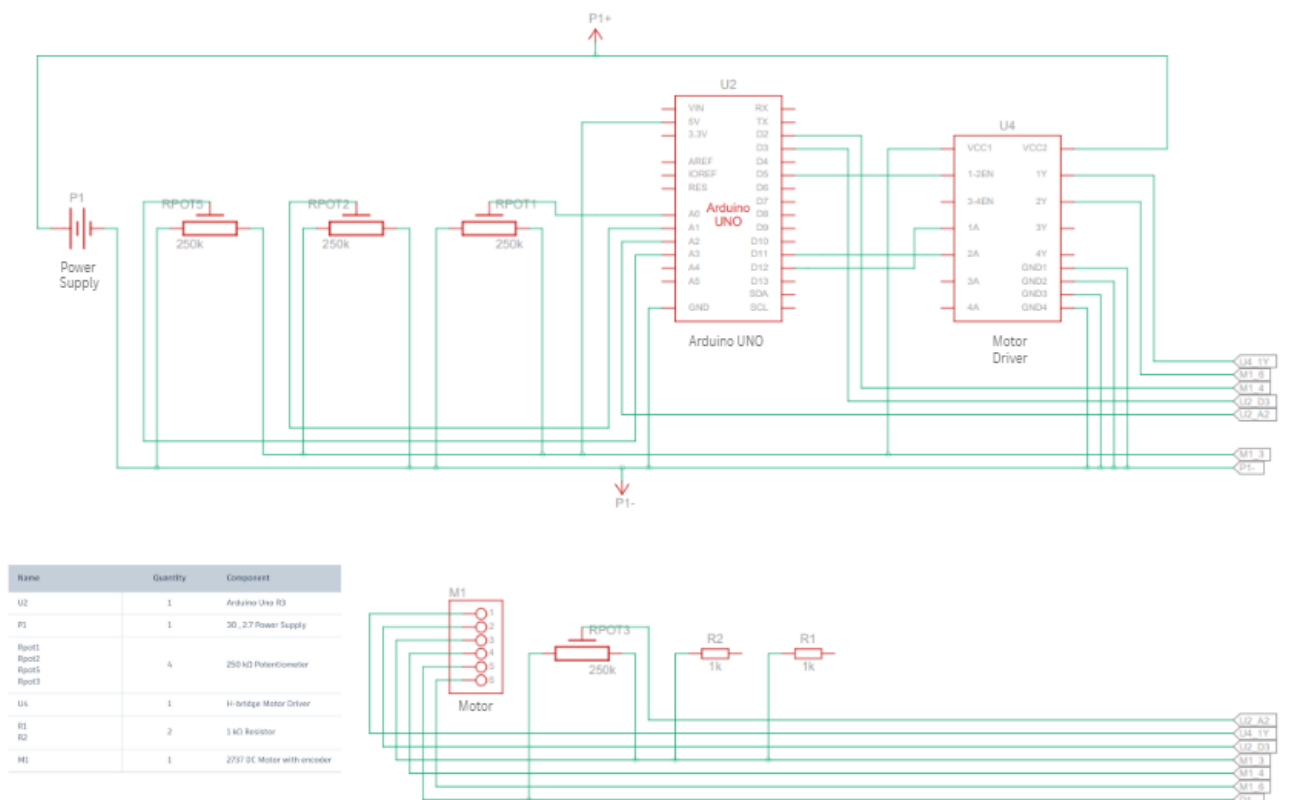 P1+
U2
VIN RX
5V TX
3.3V D2
D3
AREF D4
IOREF D5
RES D6
D7
A0 D8
A1 D9
A2 D10
A3 D11
A4 D12
A5 D13
SDA
GND SCL
Arduino
UNO
Arduino UNO
U4
VCC1 VCC2
1-2EN 1Y
3-4EN 2Y
1A 3Y
2A 4Y
GND1
3A GND2
GND3
4A GND4
Motor
Driver
P1
Power
Supply
RPOT5
250k
RPOT2
250k
RPOT1
250k
U4_1Y
M1_6
M1_4
U2_D3
U2_A2
M1_3
P1-
P1-
Name Quantity Component
U2 1 Arduino Uno R3
P1 1 30 , 2.7 Power Supply
Rpot1
Rpot2
Rpot5
Rpot3
4 250 kΩ Potentiometer
U4 1 H-bridge Motor Driver
R1
R2
2 1 kΩ Resistor
M1 1 2737 DC Motor with encoder
M1
1
2
3
4
5
6
Motor
RPOT3
250k
R2
1k
R1
1k
U2_A2
U4_1Y
U2_D3
M1_3
M1_4
M1_6